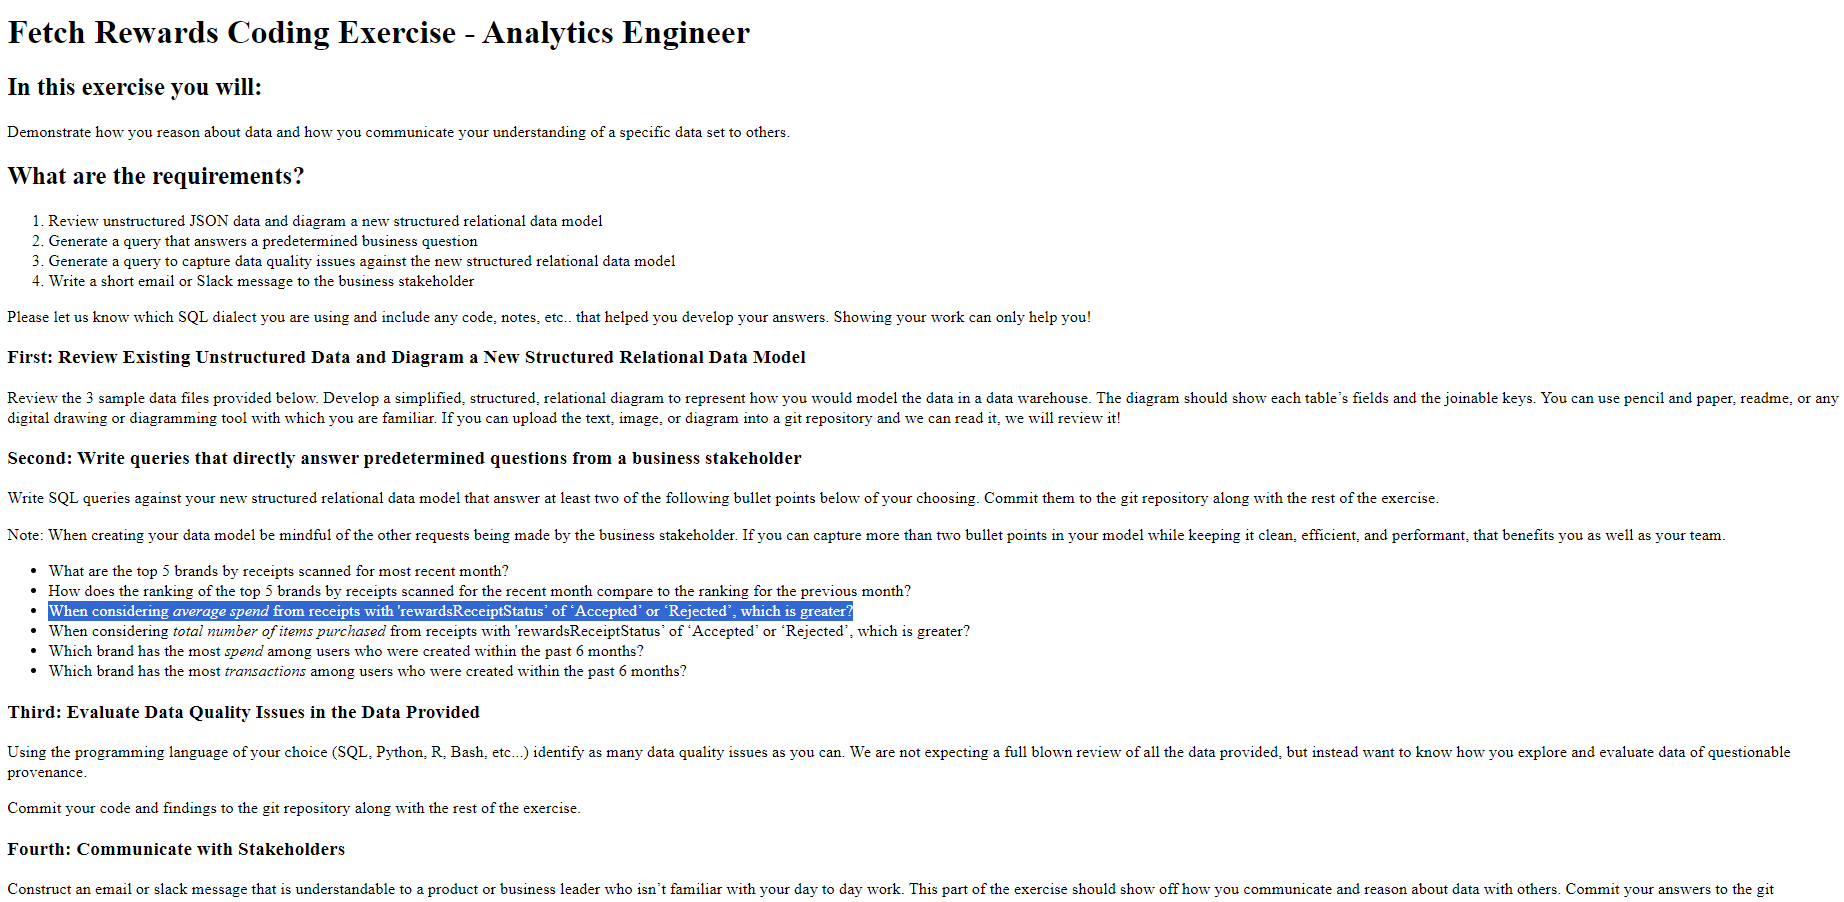 Fetch Rewards Coding Exercise - Analytics Engineer
In this exercise you will:
Demonstrate how you reason about data and how you communicate your understanding of a specific data set to others.
What are the requirements?
1. Review unstructured JSON data and diagram a new structured relational data model
2. Generate a query that answers a predetermined business question
3. Generate a query to capture data quality issues against the new structured relational data model
4. Write a short email or Slack message to the business stakeholder
Please let us know which SQL dialect you are using and include any code, notes, etc.. that helped you develop your answers. Showing your work can only help you!
First: Review Existing Unstructured Data and Diagram a New Structured Relational Data Model
Review the 3 sample data files provided below. Develop a simplified, structured, relational diagram to represent how you would model the data in a data warehouse. The diagram should show each table’s fields and the joinable keys. You can use pencil and paper, readme, or any
digital drawing or diagramming tool with which you are familiar. If you can upload the text, image, or diagram into a git repository and we can read it, we will review it!
Second: Write queries that directly answer predetermined questions from a business stakeholder
Write SQL queries against your new structured relational data model that answer at least two of the following bullet points below of your choosing. Commit them to the git repository along with the rest of the exercise.
Note: When creating your data model be mindful of the other requests being made by the business stakeholder. If you can capture more than two bullet points in your model while keeping it clean, efficient, and performant, that benefits you as well as your team.
• What are the top 5 brands by receipts scanned for most recent month?
• How does the ranking of the top 5 brands by receipts scanned for the recent month compare to the ranking for the previous month?
• When considering average spend from receipts with 'rewardsReceiptStatus’ of ‘Accepted’ or ‘Rejected’, which is greater?
• When considering total number of items purchased from receipts with 'rewardsReceiptStatus’ of ‘Accepted’ or ‘Rejected’, which is greater?
• Which brand has the most spend among users who were created within the past 6 months?
• Which brand has the most transactions among users who were created within the past 6 months?
Third: Evaluate Data Quality Issues in the Data Provided
Using the programming language of your choice (SQL, Python, R, Bash, etc...) identify as many data quality issues as you can. We are not expecting a full blown review of all the data provided, but instead want to know how you explore and evaluate data of questionable
provenance.
Commit your code and findings to the git repository along with the rest of the exercise.
Fourth: Communicate with Stakeholders
Construct an email or slack message that is understandable to a product or business leader who isn’t familiar with your day to day work. This part of the exercise should show off how you communicate and reason about data with others. Commit your answers to the git